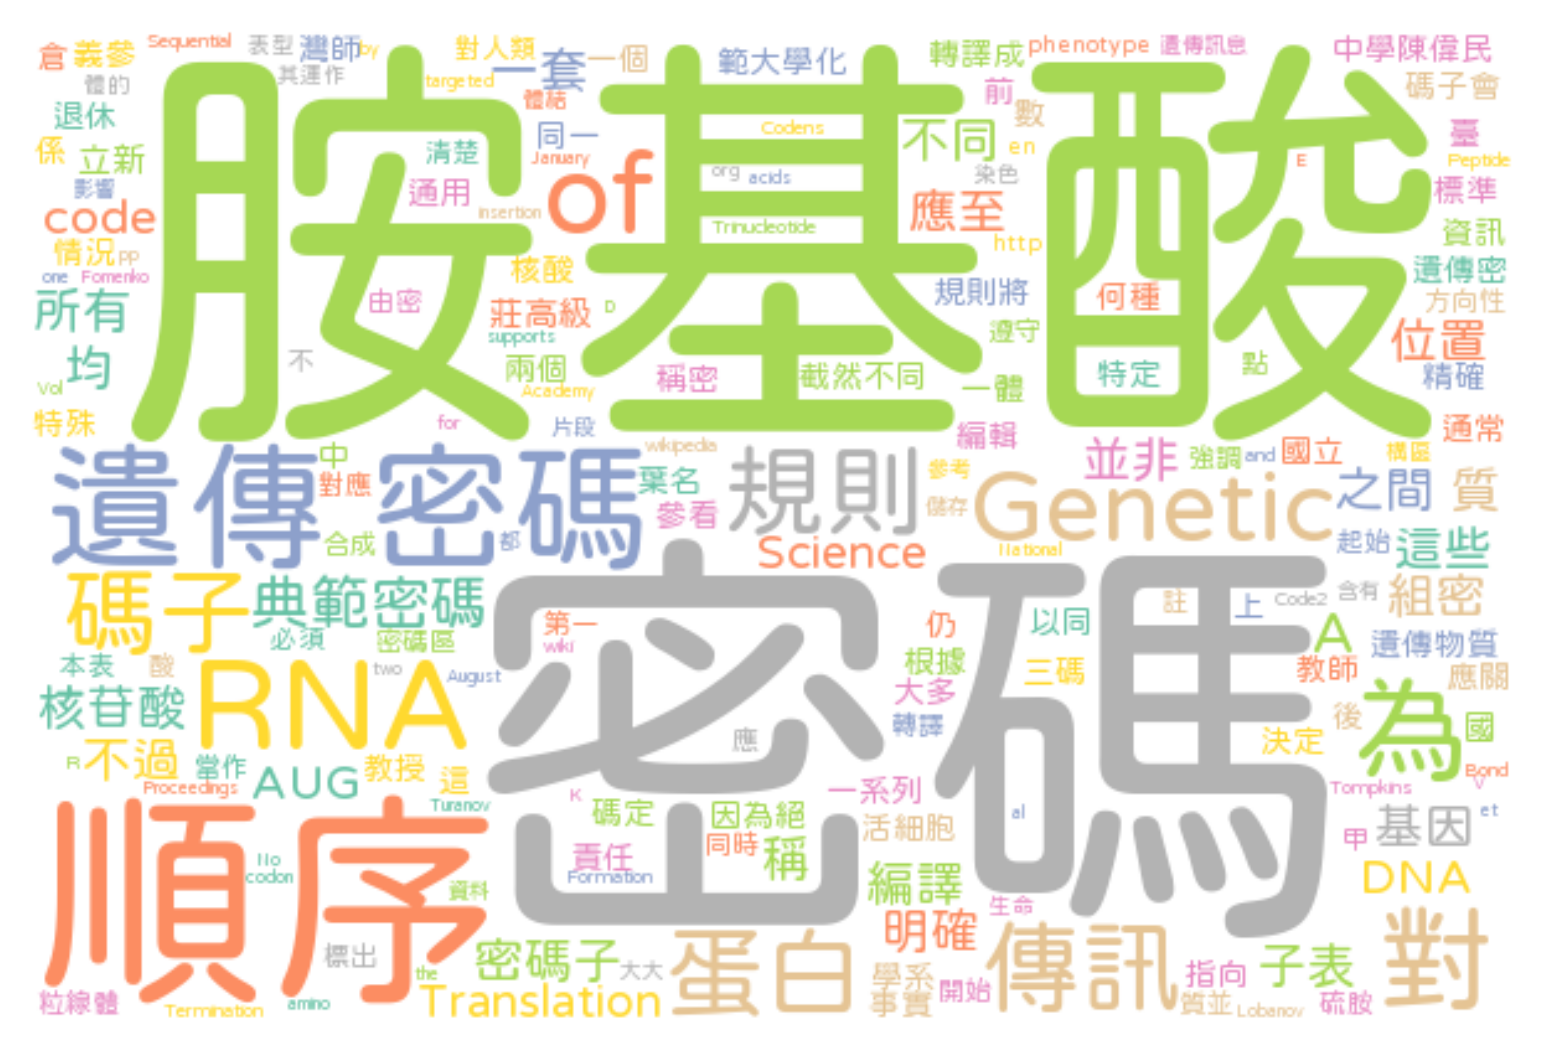 倉 義參 Sequential 表型 灣師 by 對人類 一套 一個 範大學化 轉譯成 phenotype 遺傳訊息 中學陳偉民
體的 其運作 targeted 體結 前 碼子會
退休 胺基酸 同一 Codens 不同 數 en 臺
係 立新 清楚 January org acids 染色 E Peptide
影響 通用 insertion of Trinucleotide 應至 標準
code 情況 pp 核酸 http 資訊
one Fomenko 由密 規則將 遺傳密
所有 莊高級 D 何種 方向性
均 不 supports 兩個 遵守 位置
Vol Academy 稱密 截然不同 一體 特定 點 精確
特殊 for 片段 編輯 通常
遺傳密碼 中 wikipedia 規則 參考 並非 強調 and 國立 構區
對應 葉名 參看 儲存 Genetic 之間 質
合成 都 Science National 起始 這些
碼子 典範密碼 密碼 註 上 Code2 含有 組密
必須 密碼區 第一 仍 以同 A 遺傳物質
本表 酸 RNA two August wiki 根據 三碼 教師 應關
核苷酸 大多 轉譯 為 後 國
不過 R 當作 教授 這 應 決定 Bond
Proceedings AUG Turanov K 一系列 Tompkins V
順序 碼定 因為絕 活細胞 al 甲 基因 et
No codon 責任 同時 稱 DNA
資料 Formation 編譯 生命
標出 密碼子 大大 蛋白 明確 傳訊 指向 子表 對
粒線體 Termination amino the Translation 學系 事實 開始 質並 Lobanov 硫胺